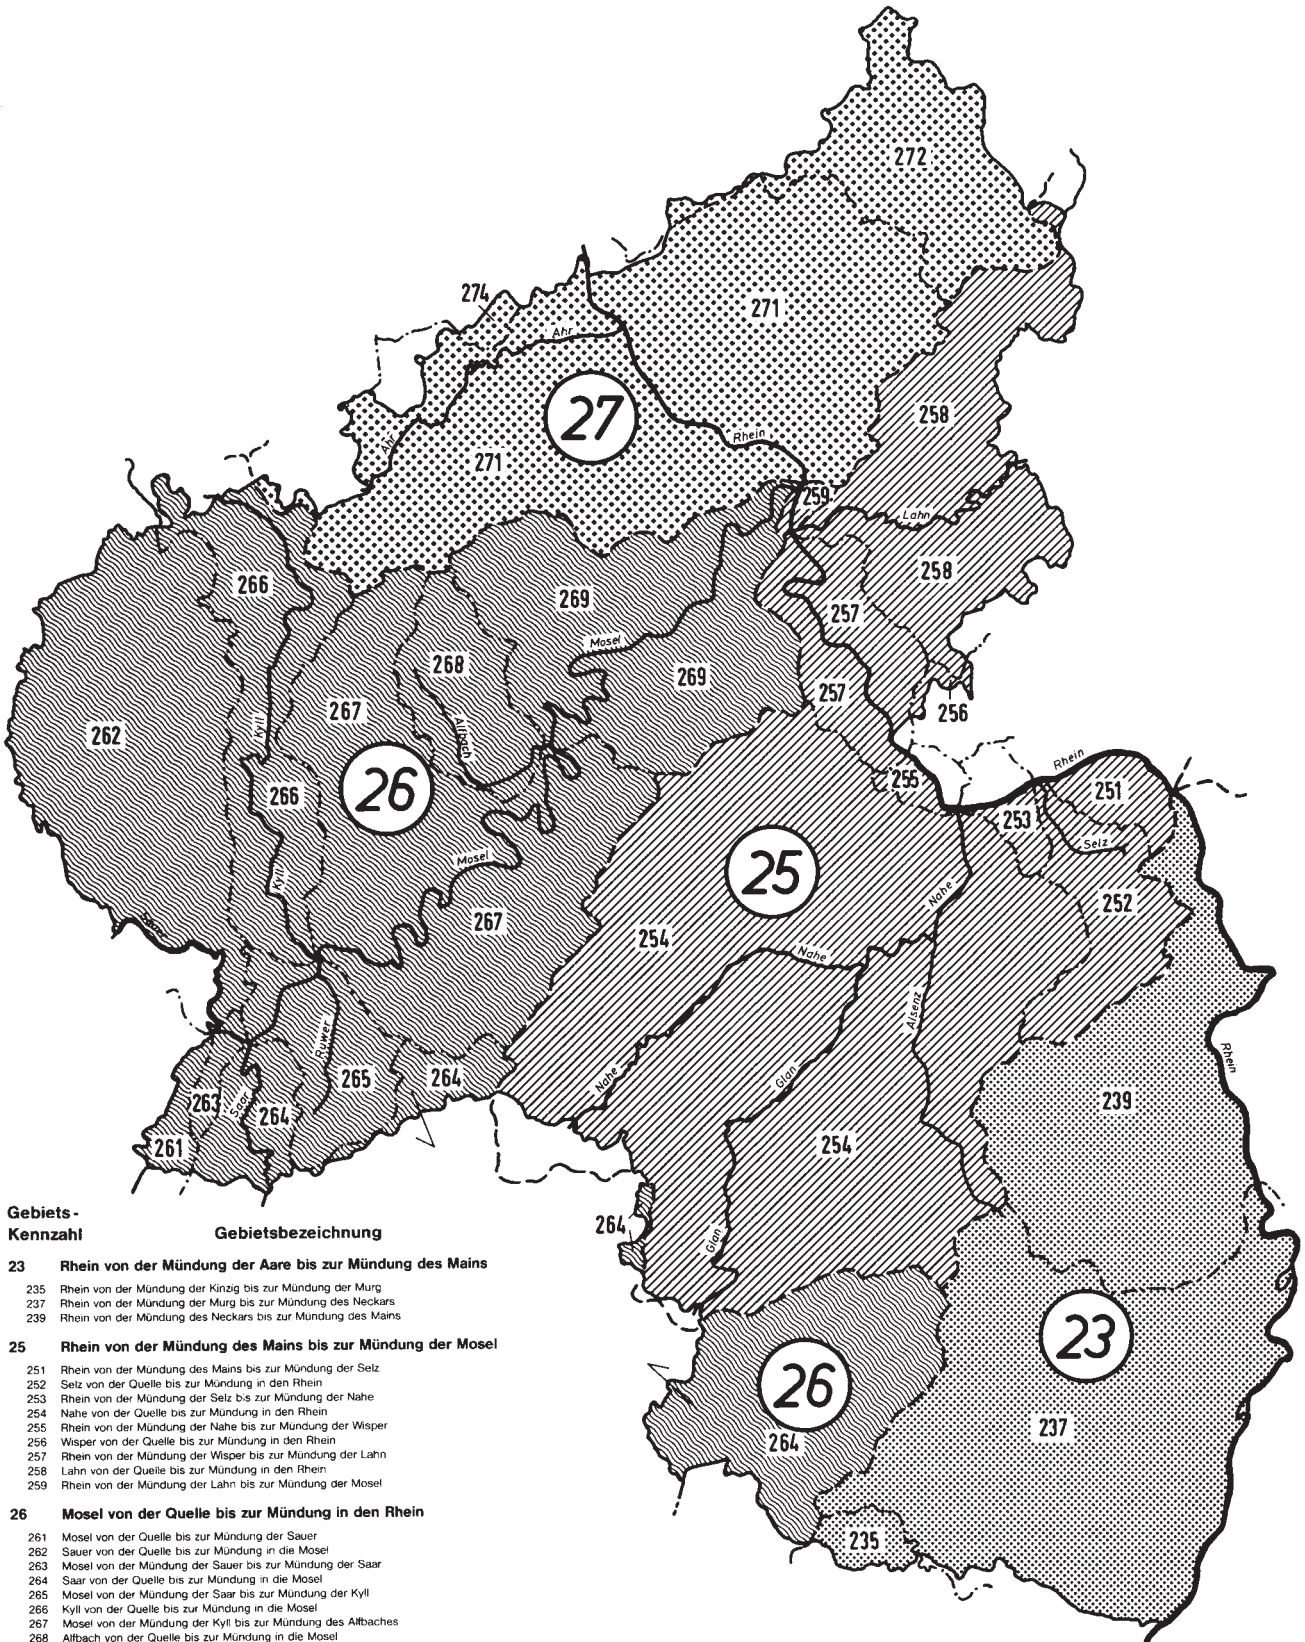 272
274
271
Ahr
27
258
Ahr
271
Rhein
259
Lahn
266
258
269
257
Mosel
268
269
267
257
256
262
Kyll
Alfbach
26
266
255
Rhein
251
253
Selz
25
Mosel
Kyll
252
Nahe
267
254
Nahe
Alsenz
Ruwer
Rhein
265
264
Nahe
Glan
263
Saar
264
239
261
254
264
Glan
Gebiets-
Kennzahl Gebietsbezeichnung
23 Rhein von der Mündung der Aare bis zur Mündung des Mains
235 Rhein von der Mündung der Kinzig bis zur Mündung der Murg
237 Rhein von der Mündung der Murg bis zur Mündung des Neckars
239 Rhein von der Mündung des Neckars bis zur Mündung des Mains
25 Rhein von der Mündung des Mains bis zur Mündung der Mosel
251 Rhein von der Mündung des Mains bis zur Mündung der Selz
252 Selz von der Quelle bis zur Mündung in den Rhein
253 Rhein von der Mündung der Selz bis zur Mündung der Nahe
254 Nahe von der Quelle bis zur Mündung in den Rhein
255 Rhein von der Mündung der Nahe bis zur Mündung der Wisper
256 Wisper von der Quelle bis zur Mündung in den Rhein
257 Rhein von der Mündung der Wisper bis zur Mündung der Lahn
258 Lahn von der Quelle bis zur Mündung in den Rhein
259 Rhein von der Mündung der Lahn bis zur Mündung der Mosel
26 Mosel von der Quelle bis zur Mündung in den Rhein
261 Mosel von der Quelle bis zur Mündung der Sauer
262 Sauer von der Quelle bis zur Mündung in die Mosel
263 Mosel von der Mündung der Sauer bis zur Mündung der Saar
264 Saar von der Quelle bis zur Mündung in die Mosel
265 Mosel von der Mündung der Saar bis zur Mündung der Kyll
266 Kyll von der Quelle bis zur Mündung in die Mosel
267 Mosel von der Mündung der Kyll bis zur Mündung des Alfbaches
268 Alfbach von der Quelle bis zur Mündung in die Mosel
23
26
264
237
235